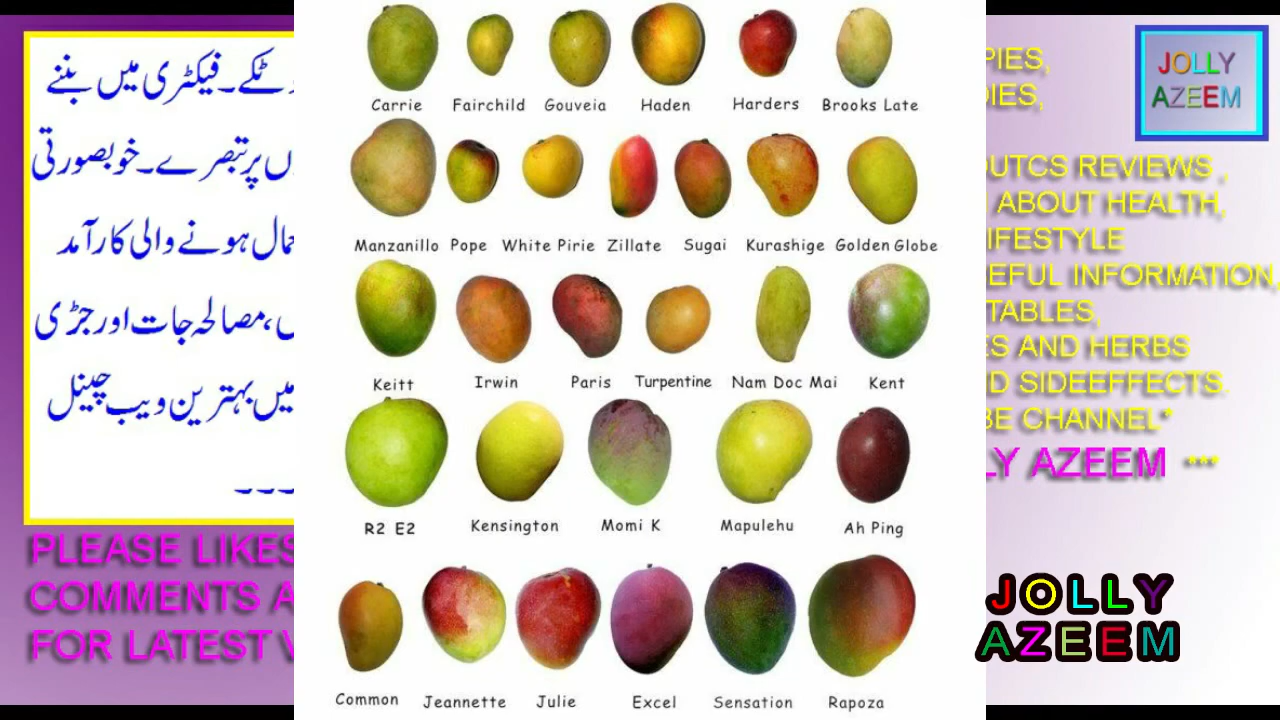 ٹکے۔ فیکٹری میں بننے
پر تبصرے۔ خوبصورتی
ہونے والی کارآمد
مصالحہ جات اور جڑی
میں بہترین ویب چینل
۔۔۔
PLEASE LIKES
COMMENTS A
FOR LATEST V
Carrie Fairchild Gouveia Haden Harders Brooks Late
Manzanillo Pope White Pirie Zillate Sugai Kurashige Golden Globe
Keitt Irwin Paris Turpentine Nam Doc Mai Kent
R2 E2 Kensington Momi K Mapulehu Ah Ping
Common Jeannette Julie Excel Sensation Rapoza
PIES,
DIES,
JOLLY
AZEEM
DUTCS REVIEWS ,
ABOUT HEALTH,
IFESTYLE
EFUL INFORMATION,
TABLES,
ES AND HERBS
D SIDEEFFECTS.
BE CHANNEL*
LY AZEEM ***
JOLLY
AZEEM